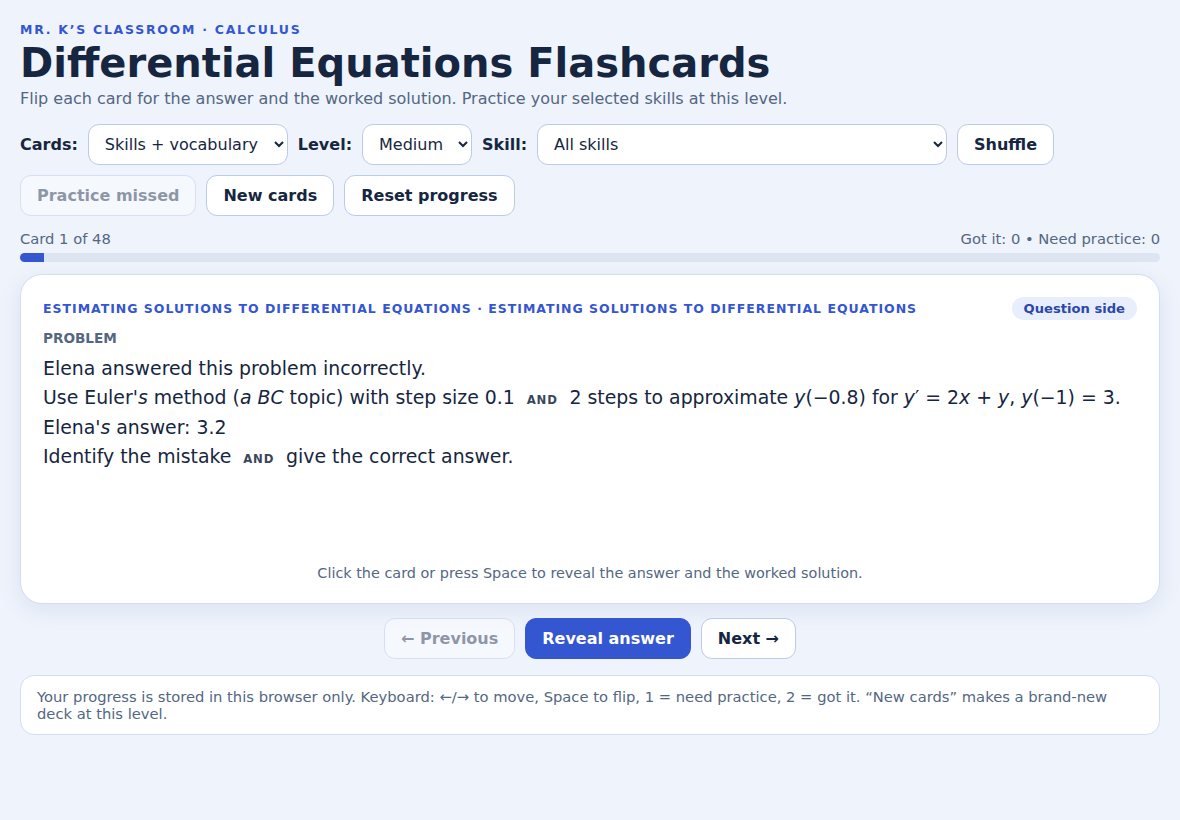 MR. K’S CLASSROOM · CALCULUS
Differential Equations Flashcards
Flip each card for the answer and the worked solution. Practice your selected skills at this level.
Cards: Skills + vocabulary Level: Medium Skill: All skills Shuffle
Practice missed New cards Reset progress
Card 1 of 48 Got it: 0 • Need practice: 0
ESTIMATING SOLUTIONS TO DIFFERENTIAL EQUATIONS · ESTIMATING SOLUTIONS TO DIFFERENTIAL EQUATIONS Question side
PROBLEM
Elena answered this problem incorrectly.
Use Euler's method (a BC topic) with step size 0.1 AND 2 steps to approximate y(−0.8) for y′ = 2x + y, y(−1) = 3.
Elena's answer: 3.2
Identify the mistake AND give the correct answer.
Click the card or press Space to reveal the answer and the worked solution.
← Previous Reveal answer Next →
Your progress is stored in this browser only. Keyboard: ←/→ to move, Space to flip, 1 = need practice, 2 = got it. “New cards” makes a brand-new
deck at this level.